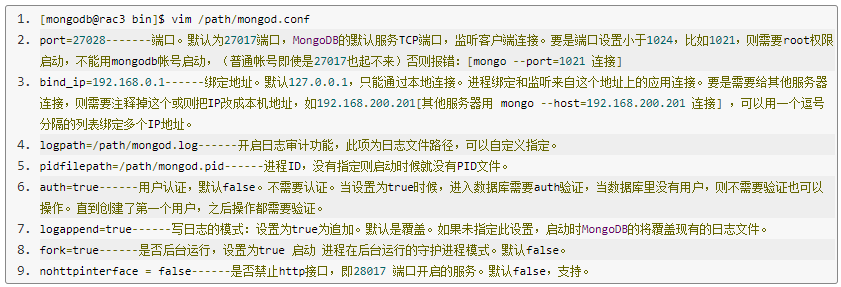 1. [mongodb@rac3 bin]$ vim /path/mongod.conf
2. port=27028-------端口。默认为27017端口，MongoDB的默认服务TCP端口，监听客户端连接。要是端口设置小于1024，比如1021，则需要root权限
启动，不能用mongodb帐号启动，（普通帐号即使是27017也起不来）否则报错：[mongo --port=1021 连接]
3. bind_ip=192.168.0.1------绑定地址。默认127.0.0.1，只能通过本地连接。进程绑定和监听来自这个地址上的应用连接。要是需要给其他服务器
连接，则需要注释掉这个或则把IP改成本机地址，如192.168.200.201[其他服务器用 mongo --host=192.168.200.201 连接] ，可以用一个逗号
分隔的列表绑定多个IP地址。
4. logpath=/path/mongod.log------开启日志审计功能，此项为日志文件路径，可以自定义指定。
5. pidfilepath=/path/mongod.pid------进程ID，没有指定则启动时候就没有PID文件。
6. auth=true------用户认证，默认false。不需要认证。当设置为true时候，进入数据库需要auth验证，当数据库里没有用户，则不需要验证也可以
操作。直到创建了第一个用户，之后操作都需要验证。
7. logappend=true------写日志的模式：设置为true为追加。默认是覆盖。如果未指定此设置，启动时MongoDB的将覆盖现有的日志文件。
8. fork=true------是否后台运行，设置为true 启动 进程在后台运行的守护进程模式。默认false。
9. nohttpinterface = false------是否禁止http接口，即28017 端口开启的服务。默认false，支持。